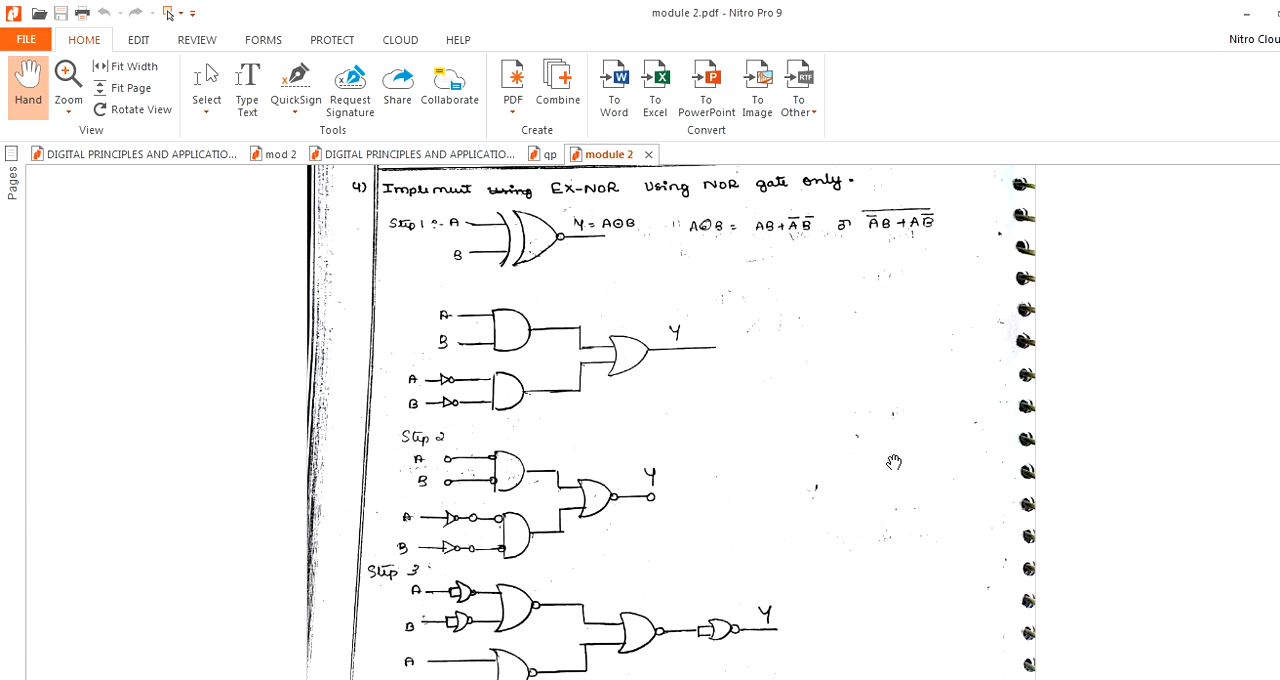 module 2.pdf - Nitro Pro 9
FILE HOME EDIT REVIEW FORMS PROTECT CLOUD HELP Nitro Clou
Hand Zoom Fit Width Fit Page Rotate View
View
Select Type Text QuickSign Request Signature Share Collaborate
Tools
PDF Combine
Create
To Word To Excel To PowerPoint To Image To Other
Convert
DIGITAL PRINCIPLES AND APPLICATIO... mod 2 DIGITAL PRINCIPLES AND APPLICATIO... qp module 2
Pages
4) Implement using EX-NOR Using NOR gate only.
Step 1 :- A Y = A⊙B ∵ A⊙B = AB + A̅ B̅ or \overline{A̅ B + A B̅}
B
A
B
Y
A
B
Step 2
A
B
Y
A
B
Step 3
A
B
Y
A